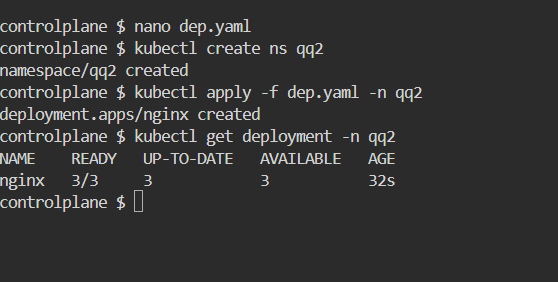 controlplane $ nano dep.yaml
controlplane $ kubectl create ns qq2
namespace/qq2 created
controlplane $ kubectl apply -f dep.yaml -n qq2
deployment.apps/nginx created
controlplane $ kubectl get deployment -n qq2
NAME    READY   UP-TO-DATE   AVAILABLE   AGE
nginx   3/3     3            3           32s
controlplane $